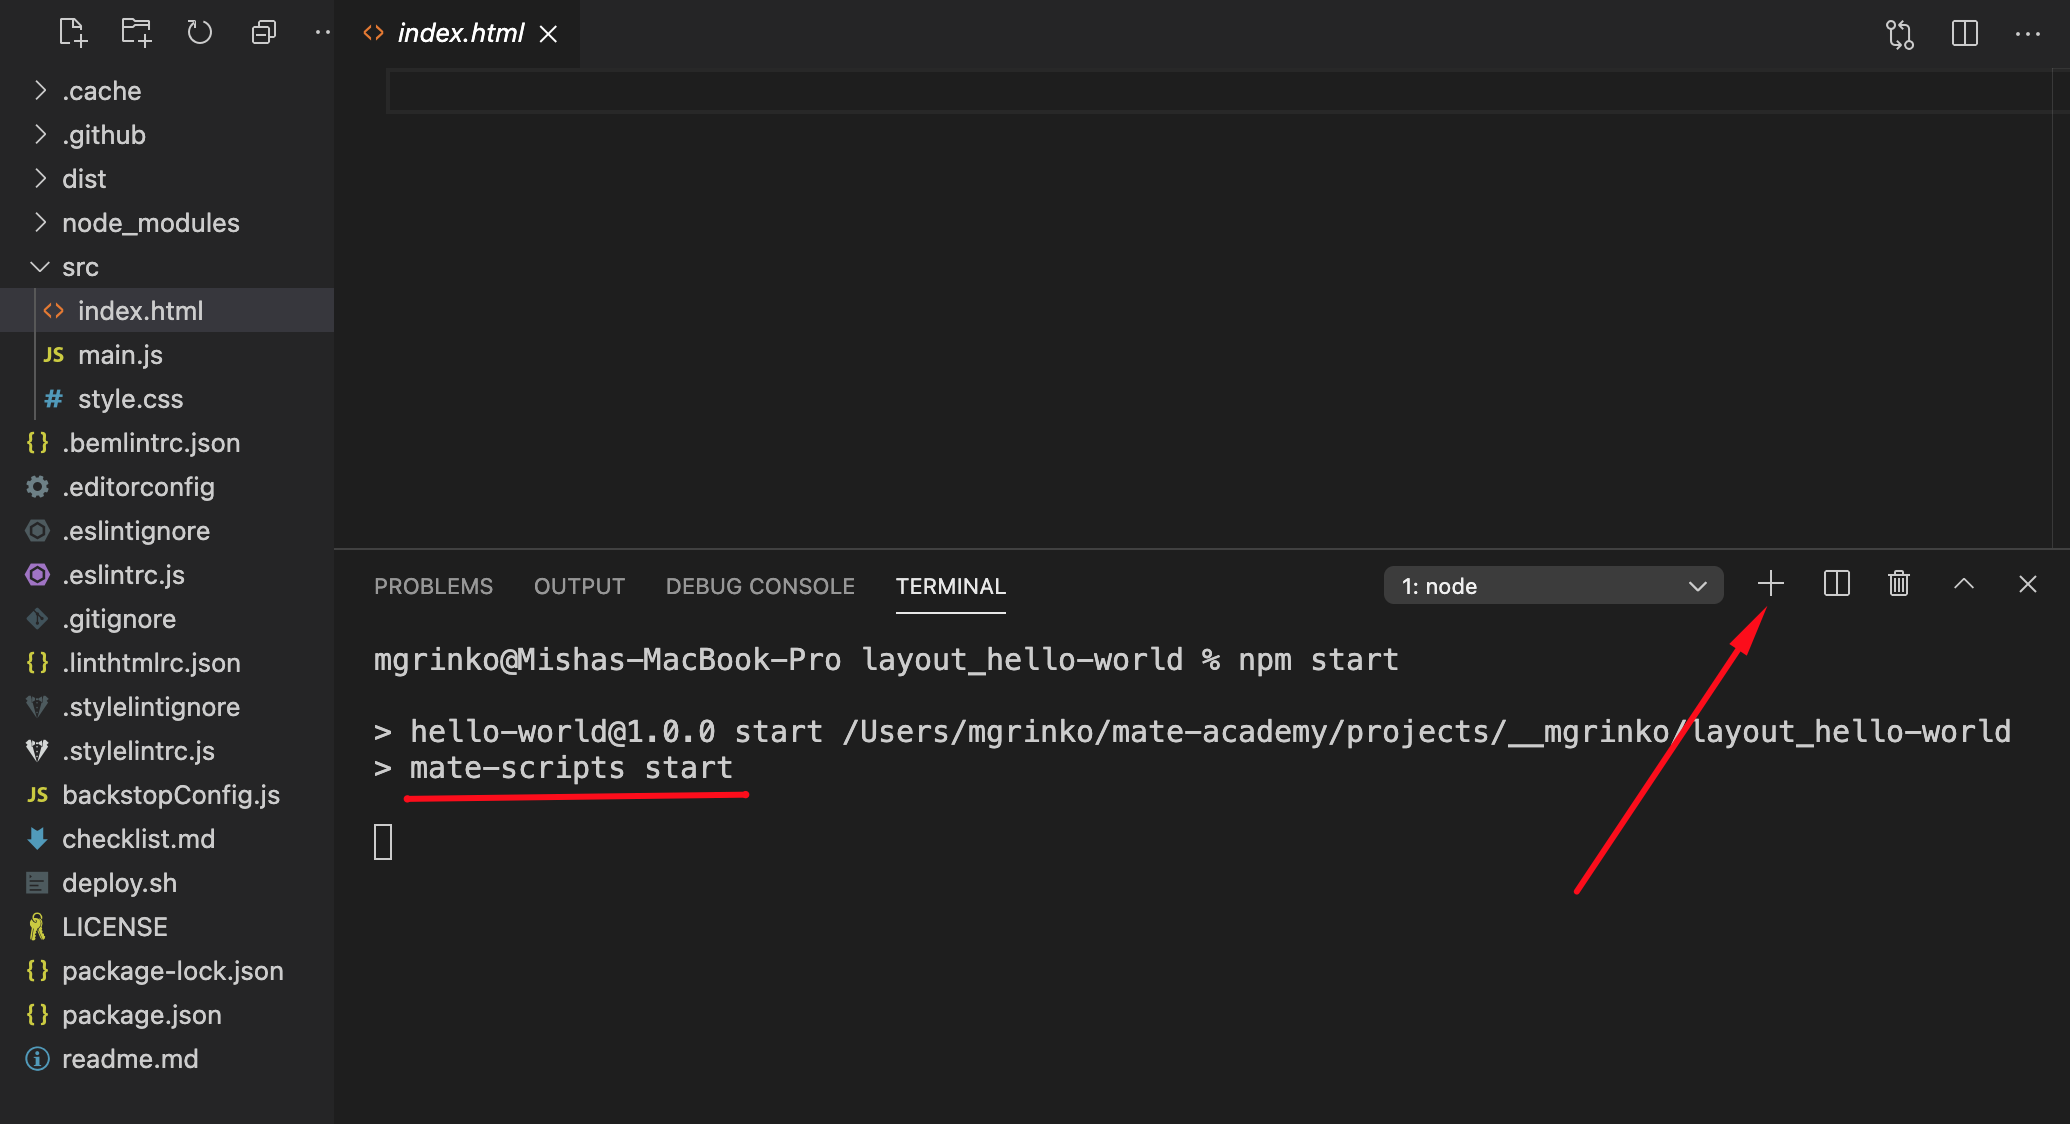 index.html
.cache
.github
dist
node_modules
src
index.html
JS main.js
# style.css
{} .bemlintrc.json
.editorconfig
.eslintignore
.eslintrc.js
.gitignore
{} .linthtmlrc.json
.stylelintignore
.stylelintrc.js
JS backstopConfig.js
checklist.md
deploy.sh
LICENSE
{} package-lock.json
{} package.json
readme.md
PROBLEMS OUTPUT DEBUG CONSOLE TERMINAL 1: node
mgrinko@Mishas-MacBook-Pro layout_hello-world % npm start
> hello-world@1.0.0 start /Users/mgrinko/mate-academy/projects/__mgrinko/layout_hello-world
> mate-scripts start